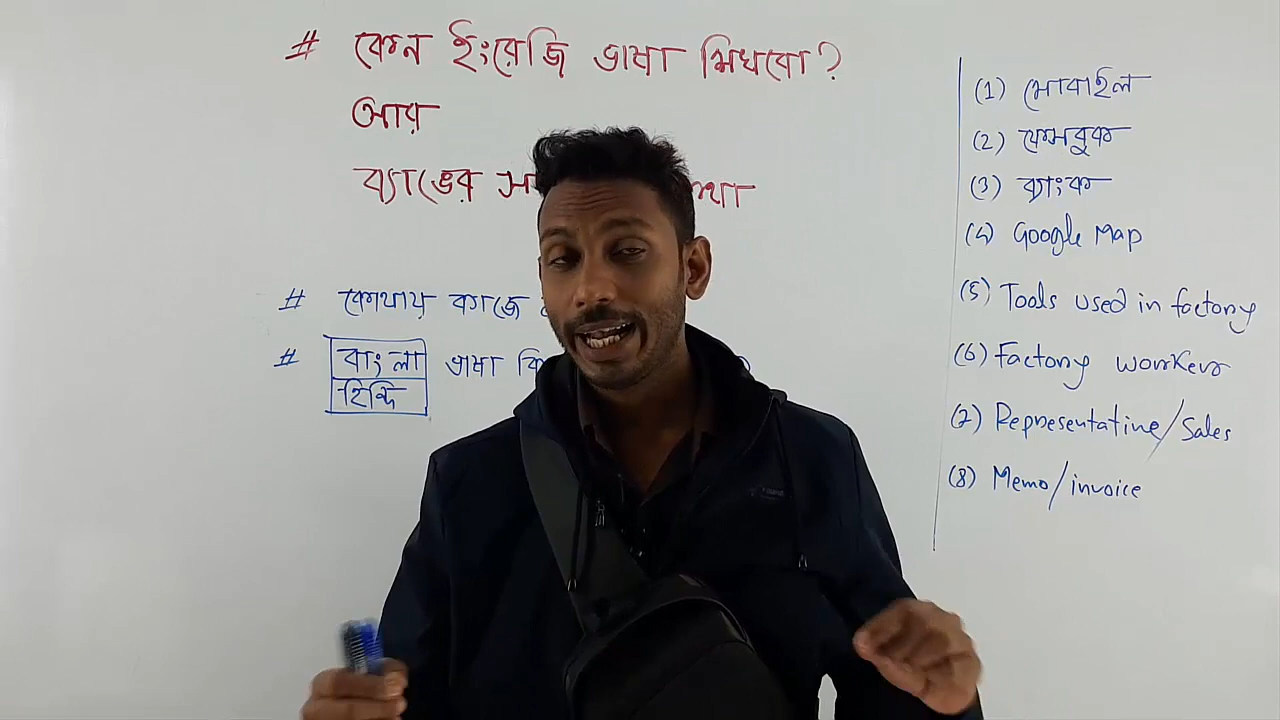 # কেন ইংরেজি ভাষা শিখবো?
আর
ব্যাঙের
# কোথায় কাজে
# বাংলা ভাষা
হিন্দি
(1) মোবাইল
(2) ফেসবুক
(3) ব্যাংক
(4) Google Map
(5) Tools used in factory
(6) Factory workers
(7) Representative/Sales
(8) Memo/invoice